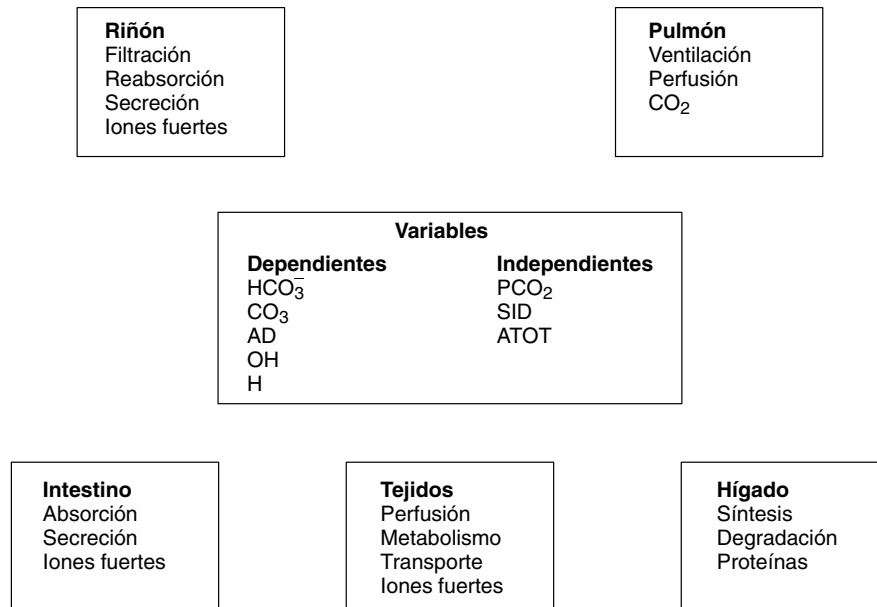 Riñón
Filtración
Reabsorción
Secreción
Iones fuertes
Pulmón
Ventilación
Perfusión
CO₂
Variables
Dependientes
HCO₃⁻
CO₃
AD
OH
H
Independientes
PCO₂
SID
ATOT
Intestino
Absorción
Secreción
Iones fuertes
Tejidos
Perfusión
Metabolismo
Transporte
Iones fuertes
Hígado
Síntesis
Degradación
Proteínas